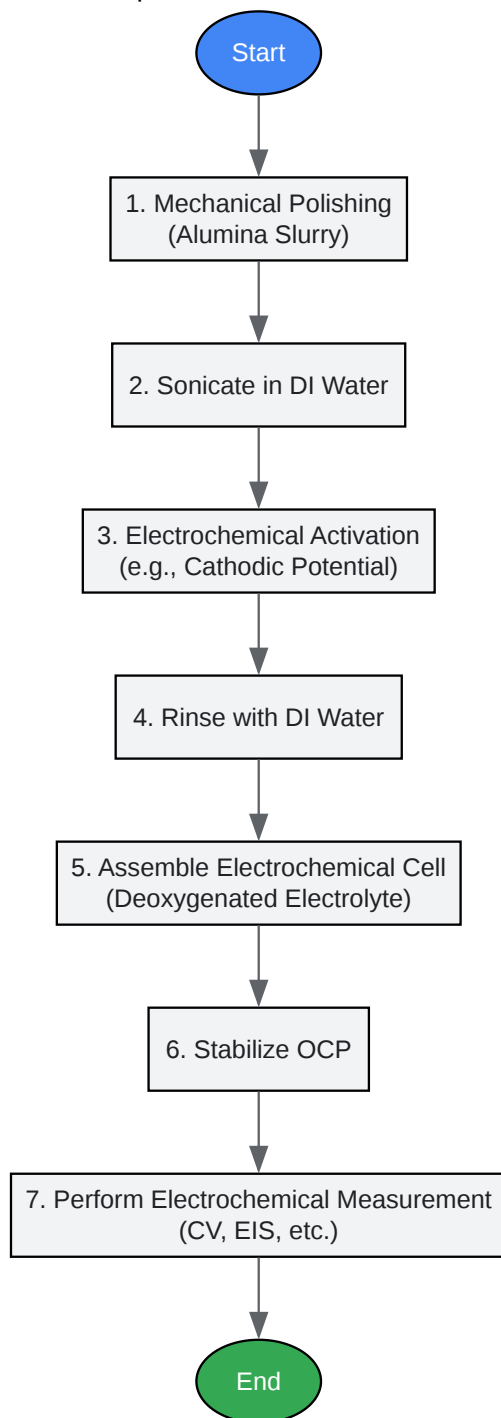 Start
1. Mechanical Polishing
(Alumina Slurry)
2. Sonicate in DI Water
3. Electrochemical Activation
(e.g., Cathodic Potential)
4. Rinse with DI Water
5. Assemble Electrochemical Cell
(Deoxygenated Electrolyte)
6. Stabilize OCP
7. Perform Electrochemical Measurement
(CV, EIS, etc.)
End